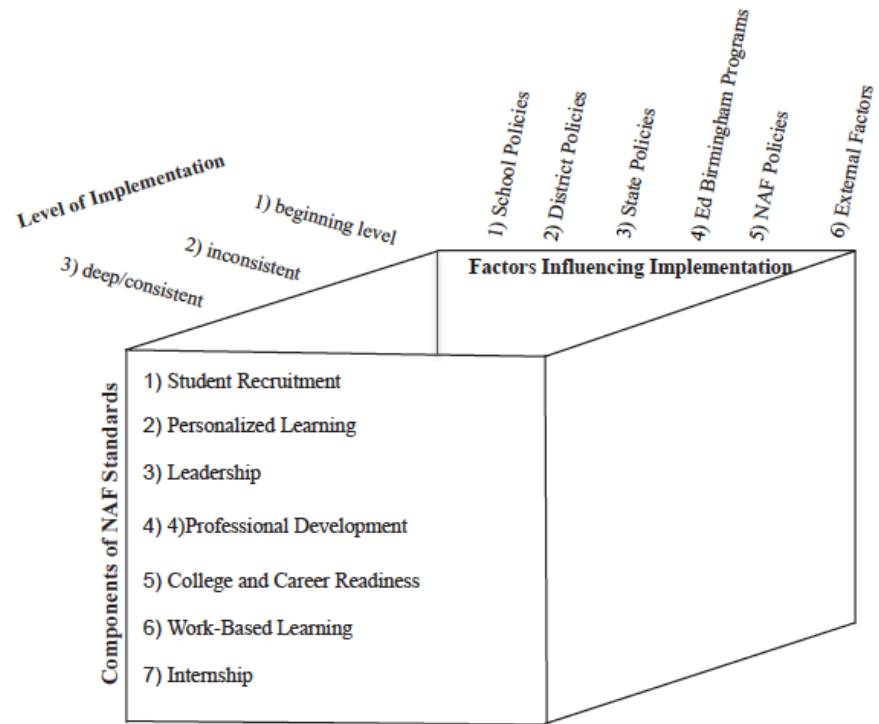 Level of Implementation
1) beginning level
2) inconsistent
3) deep/consistent
1) School Policies
2) District Policies
3) State Policies
4) Ed Birmingham Programs
5) NAF Policies
6) External Factors
Factors Influencing Implementation
Components of NAF Standards
1) Student Recruitment
2) Personalized Learning
3) Leadership
4) 4)Professional Development
5) College and Career Readiness
6) Work-Based Learning
7) Internship